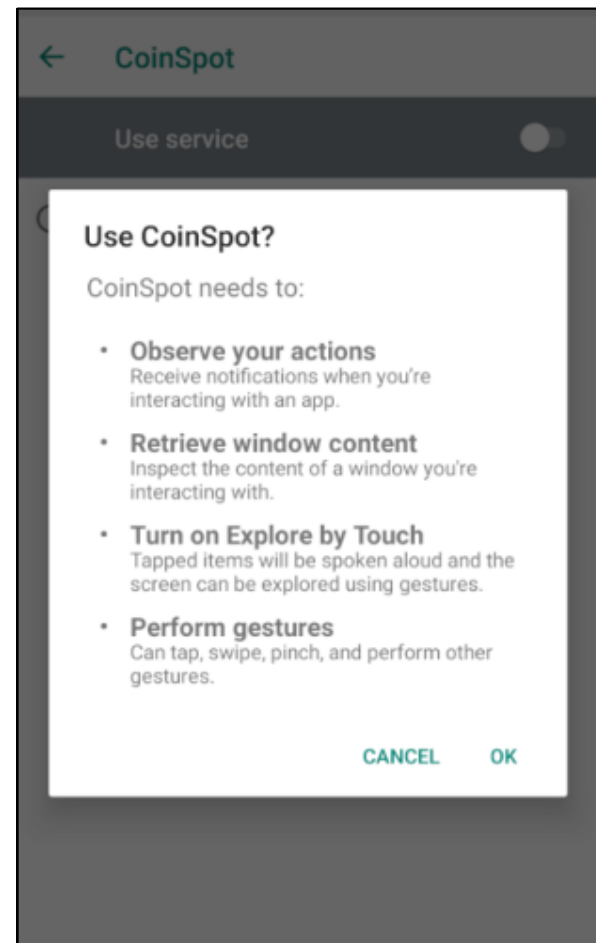 CoinSpot
Use service
Use CoinSpot?
CoinSpot needs to:
• Observe your actions
Receive notifications when you're
interacting with an app.
• Retrieve window content
Inspect the content of a window you're
interacting with.
• Turn on Explore by Touch
Tapped items will be spoken aloud and the
screen can be explored using gestures.
• Perform gestures
Can tap, swipe, pinch, and perform other
gestures.
CANCEL OK